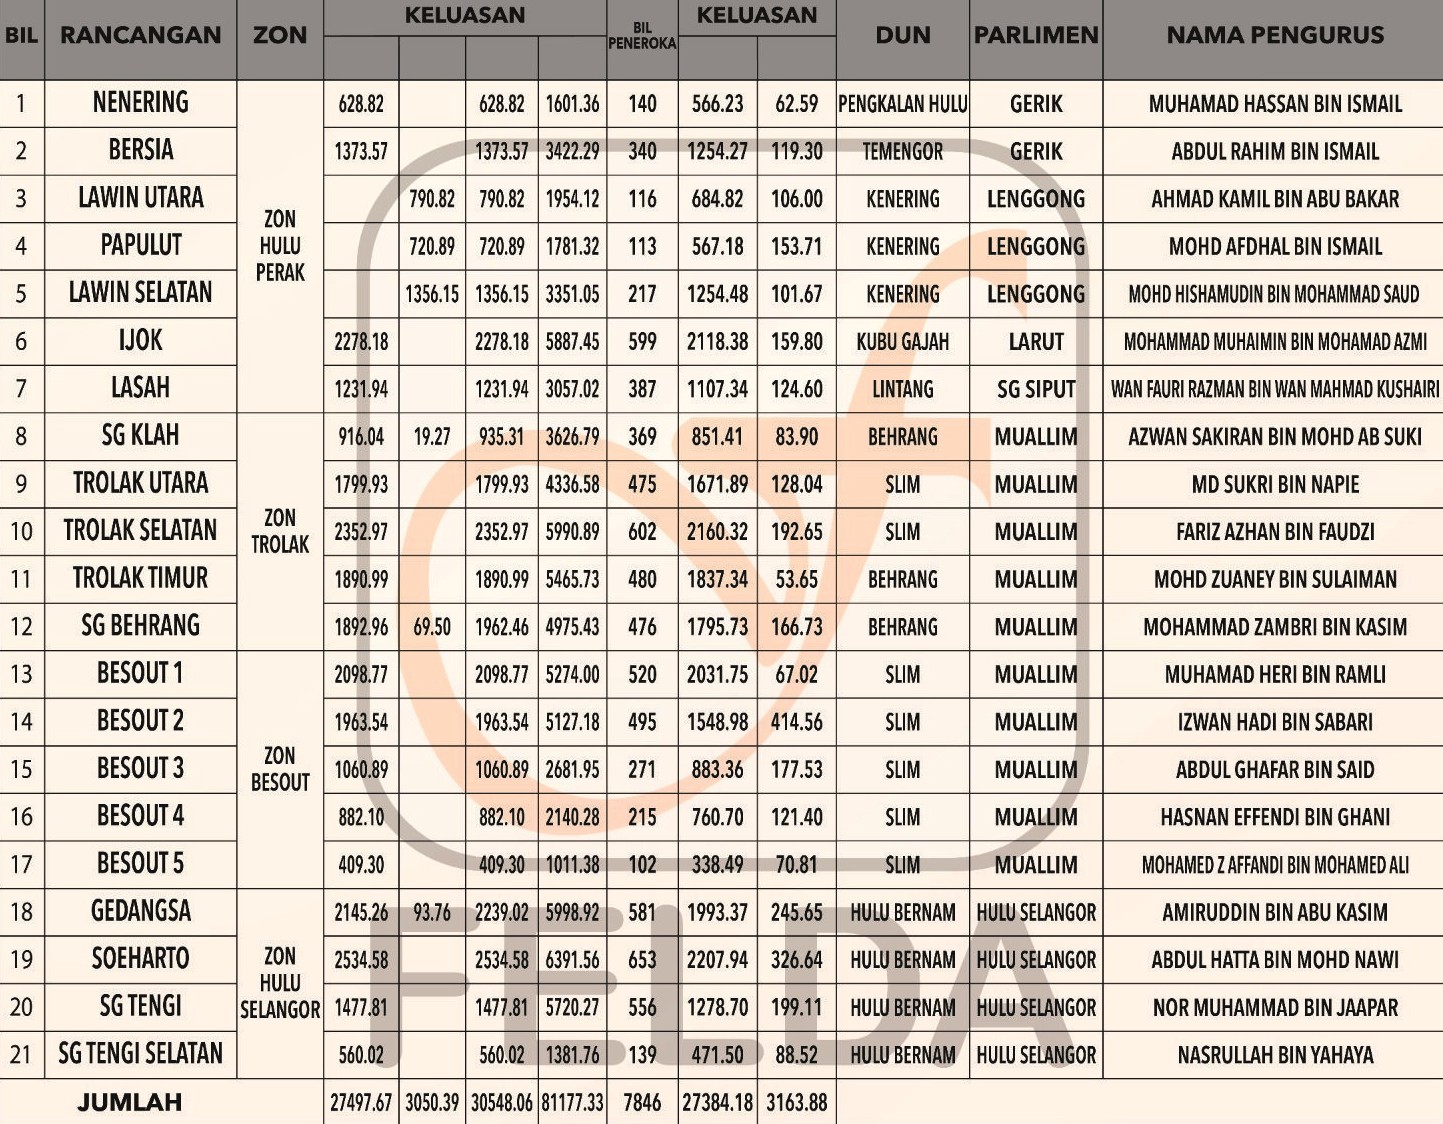 BIL RANCANGAN ZON KELUASAN BIL PENEROKA KELUASAN DUN PARLIMEN NAMA PENGURUS
1 NENERING 628.82 628.82 1601.36 140 566.23 62.59 PENGKALAN HULU GERIK MUHAMAD HASSAN BIN ISMAIL
2 BERSIA 1373.57 1373.57 3422.29 340 1254.27 119.30 TEMENGOR GERIK ABDUL RAHIM BIN ISMAIL
3 LAWIN UTARA 790.82 790.82 1954.12 116 684.82 106.00 KENERING LENGGONG AHMAD KAMIL BIN ABU BAKAR
ZON HULU PERAK
4 PAPULUT 720.89 720.89 1781.32 113 567.18 153.71 KENERING LENGGONG MOHD AFDHAL BIN ISMAIL
5 LAWIN SELATAN 1356.15 1356.15 3351.05 217 1254.48 101.67 KENERING LENGGONG MOHD HISHAMUDIN BIN MOHAMMAD SAUD
6 IJOK 2278.18 2278.18 5887.45 599 2118.38 159.80 KUBU GAJAH LARUT MOHAMMAD MUHAIMIN BIN MOHAMAD AZMI
7 LASAH 1231.94 1231.94 3057.02 387 1107.34 124.60 LINTANG SG SIPUT WAN FAURI RAZMAN BIN WAN MAHMAD KUSHAIRI
8 SG KLAH 916.04 19.27 935.31 3626.79 369 851.41 83.90 BEHRANG MUALLIM AZWAN SAKIRAN BIN MOHD AB SUKI
9 TROLAK UTARA 1799.93 1799.93 4336.58 475 1671.89 128.04 SLIM MUALLIM MD SUKRI BIN NAPIE
ZON TROLAK
10 TROLAK SELATAN 2352.97 2352.97 5990.89 602 2160.32 192.65 SLIM MUALLIM FARIZ AZHAN BIN FAUDZI
11 TROLAK TIMUR 1890.99 1890.99 5465.73 480 1837.34 53.65 BEHRANG MUALLIM MOHD ZUANEY BIN SULAIMAN
12 SG BEHRANG 1892.96 69.50 1962.46 4975.43 476 1795.73 166.73 BEHRANG MUALLIM MOHAMMAD ZAMBRI BIN KASIM
13 BESOUT 1 2098.77 2098.77 5274.00 520 2031.75 67.02 SLIM MUALLIM MUHAMAD HERI BIN RAMLI
14 BESOUT 2 1963.54 1963.54 5127.18 495 1548.98 414.56 SLIM MUALLIM IZWAN HADI BIN SABARI
ZON BESOUT
15 BESOUT 3 1060.89 1060.89 2681.95 271 883.36 177.53 SLIM MUALLIM ABDUL GHAFAR BIN SAID
16 BESOUT 4 882.10 882.10 2140.28 215 760.70 121.40 SLIM MUALLIM HASNAN EFFENDI BIN GHANI
17 BESOUT 5 409.30 409.30 1011.38 102 338.49 70.81 SLIM MUALLIM MOHAMED Z AFFANDI BIN MOHAMED ALI
18 GEDANGSA 2145.26 93.76 2239.02 5998.92 581 1993.37 245.65 HULU BERNAM HULU SELANGOR AMIRUDDIN BIN ABU KASIM
19 SOEHARTO 2534.58 2534.58 6391.56 653 2207.94 326.64 HULU BERNAM HULU SELANGOR ABDUL HATTA BIN MOHD NAWI
ZON HULU SELANGOR
20 SG TENGI 1477.81 1477.81 5720.27 556 1278.70 199.11 HULU BERNAM HULU SELANGOR NOR MUHAMMAD BIN JAAPAR
21 SG TENGI SELATAN 560.02 560.02 1381.76 139 471.50 88.52 HULU BERNAM HULU SELANGOR NASRULLAH BIN YAHAYA
JUMLAH 27497.67 3050.39 30548.06 81177.33 7846 27384.18 3163.88
FELDA